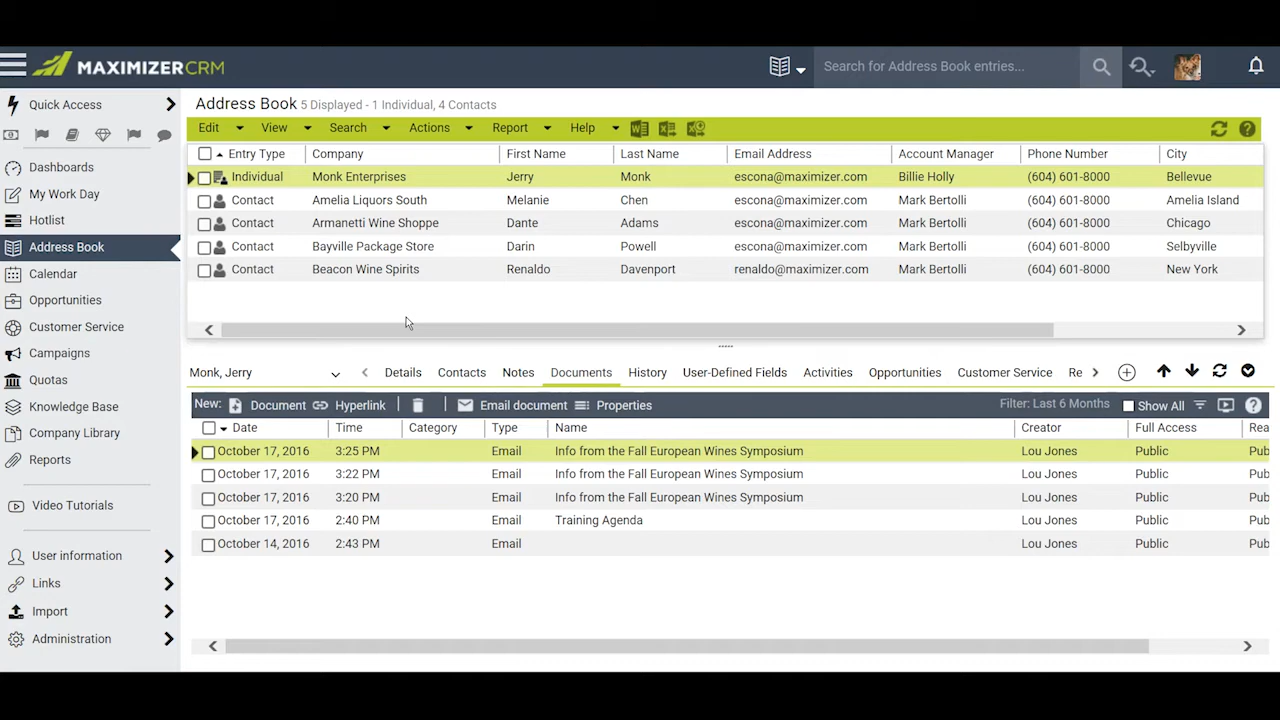 MAXIMIZERCRM
Search for Address Book entries...
Quick Access
Dashboards
My Work Day
Hotlist
Address Book
Calendar
Opportunities
Customer Service
Campaigns
Quotas
Knowledge Base
Company Library
Reports
Video Tutorials
User information
Links
Import
Administration
Address Book 5 Displayed - 1 Individual, 4 Contacts
Edit View Search Actions Report Help
Entry Type Company First Name Last Name Email Address Account Manager Phone Number City
Individual Monk Enterprises Jerry Monk escona@maximizer.com Billie Holly (604) 601-8000 Bellevue
Contact Amelia Liquors South Melanie Chen escona@maximizer.com Mark Bertolli (604) 601-8000 Amelia Island
Contact Armanetti Wine Shoppe Dante Adams escona@maximizer.com Mark Bertolli (604) 601-8000 Chicago
Contact Bayville Package Store Darin Powell escona@maximizer.com Mark Bertolli (604) 601-8000 Selbyville
Contact Beacon Wine Spirits Renaldo Davenport renaldo@maximizer.com Mark Bertolli (604) 601-8000 New York
Monk, Jerry Details Contacts Notes Documents History User-Defined Fields Activities Opportunities Customer Service Re
New: Document Hyperlink Email document Properties Filter: Last 6 Months Show All
Date Time Category Type Name Creator Full Access Rea
October 17, 2016 3:25 PM Email Info from the Fall European Wines Symposium Lou Jones Public Pub
October 17, 2016 3:22 PM Email Info from the Fall European Wines Symposium Lou Jones Public Pub
October 17, 2016 3:20 PM Email Info from the Fall European Wines Symposium Lou Jones Public Pub
October 17, 2016 2:40 PM Email Training Agenda Lou Jones Public Pub
October 14, 2016 2:43 PM Email Lou Jones Public Pub